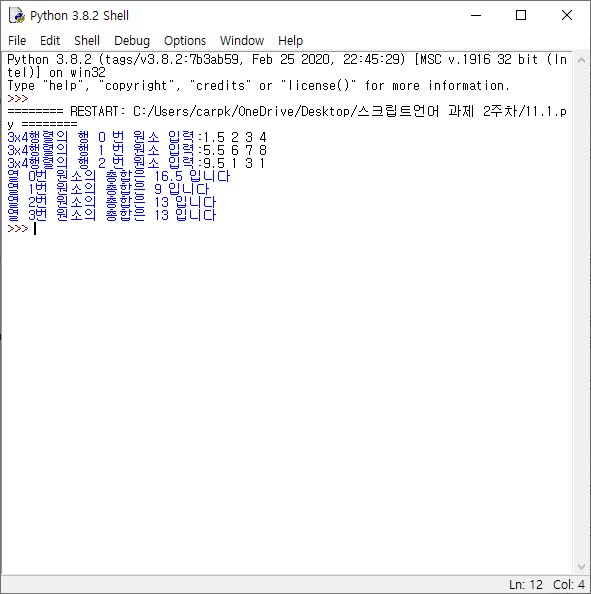 Python 3.8.2 Shell
File Edit Shell Debug Options Window Help
Python 3.8.2 (tags/v3.8.2:7b3ab59, Feb 25 2020, 22:45:29) [MSC v.1916 32 bit (In
tel)] on win32
Type "help", "copyright", "credits" or "license()" for more information.
>>>
======== RESTART: C:/Users/carpk/OneDrive/Desktop/스크립트언어 과제 2주차/11.1.p
y ========
3x4행렬의 행 0 번 원소 입력:1.5 2 3 4
3x4행렬의 행 1 번 원소 입력:5.5 6 7 8
3x4행렬의 행 2 번 원소 입력:9.5 1 3 1
열 0번 원소의 총합은 16.5 입니다
열 1번 원소의 총합은 9 입니다
열 2번 원소의 총합은 13 입니다
열 3번 원소의 총합은 13 입니다
>>>
Ln: 12 Col: 4